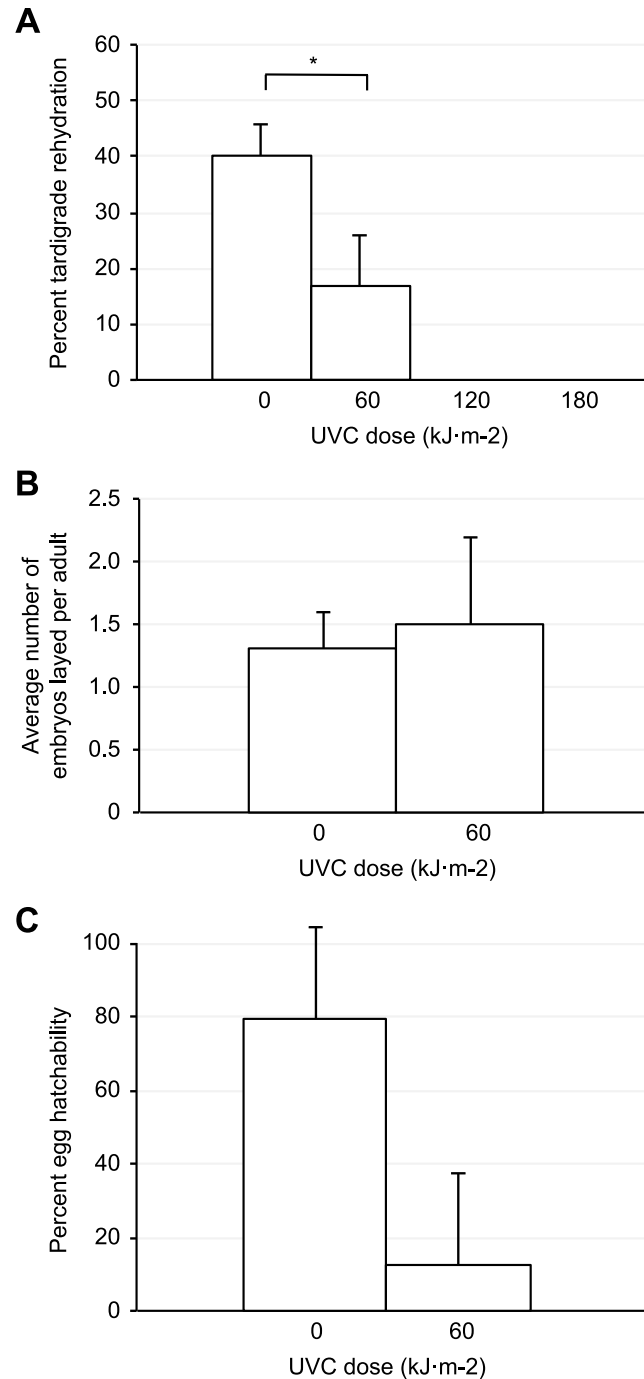 A
Percent tardigrade rehydration
60
50
40
30
20
10
0
*
0 60 120 180
UVC dose (kJ·m-2)
B
Average number of
embryos layed per adult
2.5
2.0
1.5
1.0
0.5
0
0 60
UVC dose (kJ·m-2)
C
Percent egg hatchability
100
80
60
40
20
0
0 60
UVC dose (kJ·m-2)